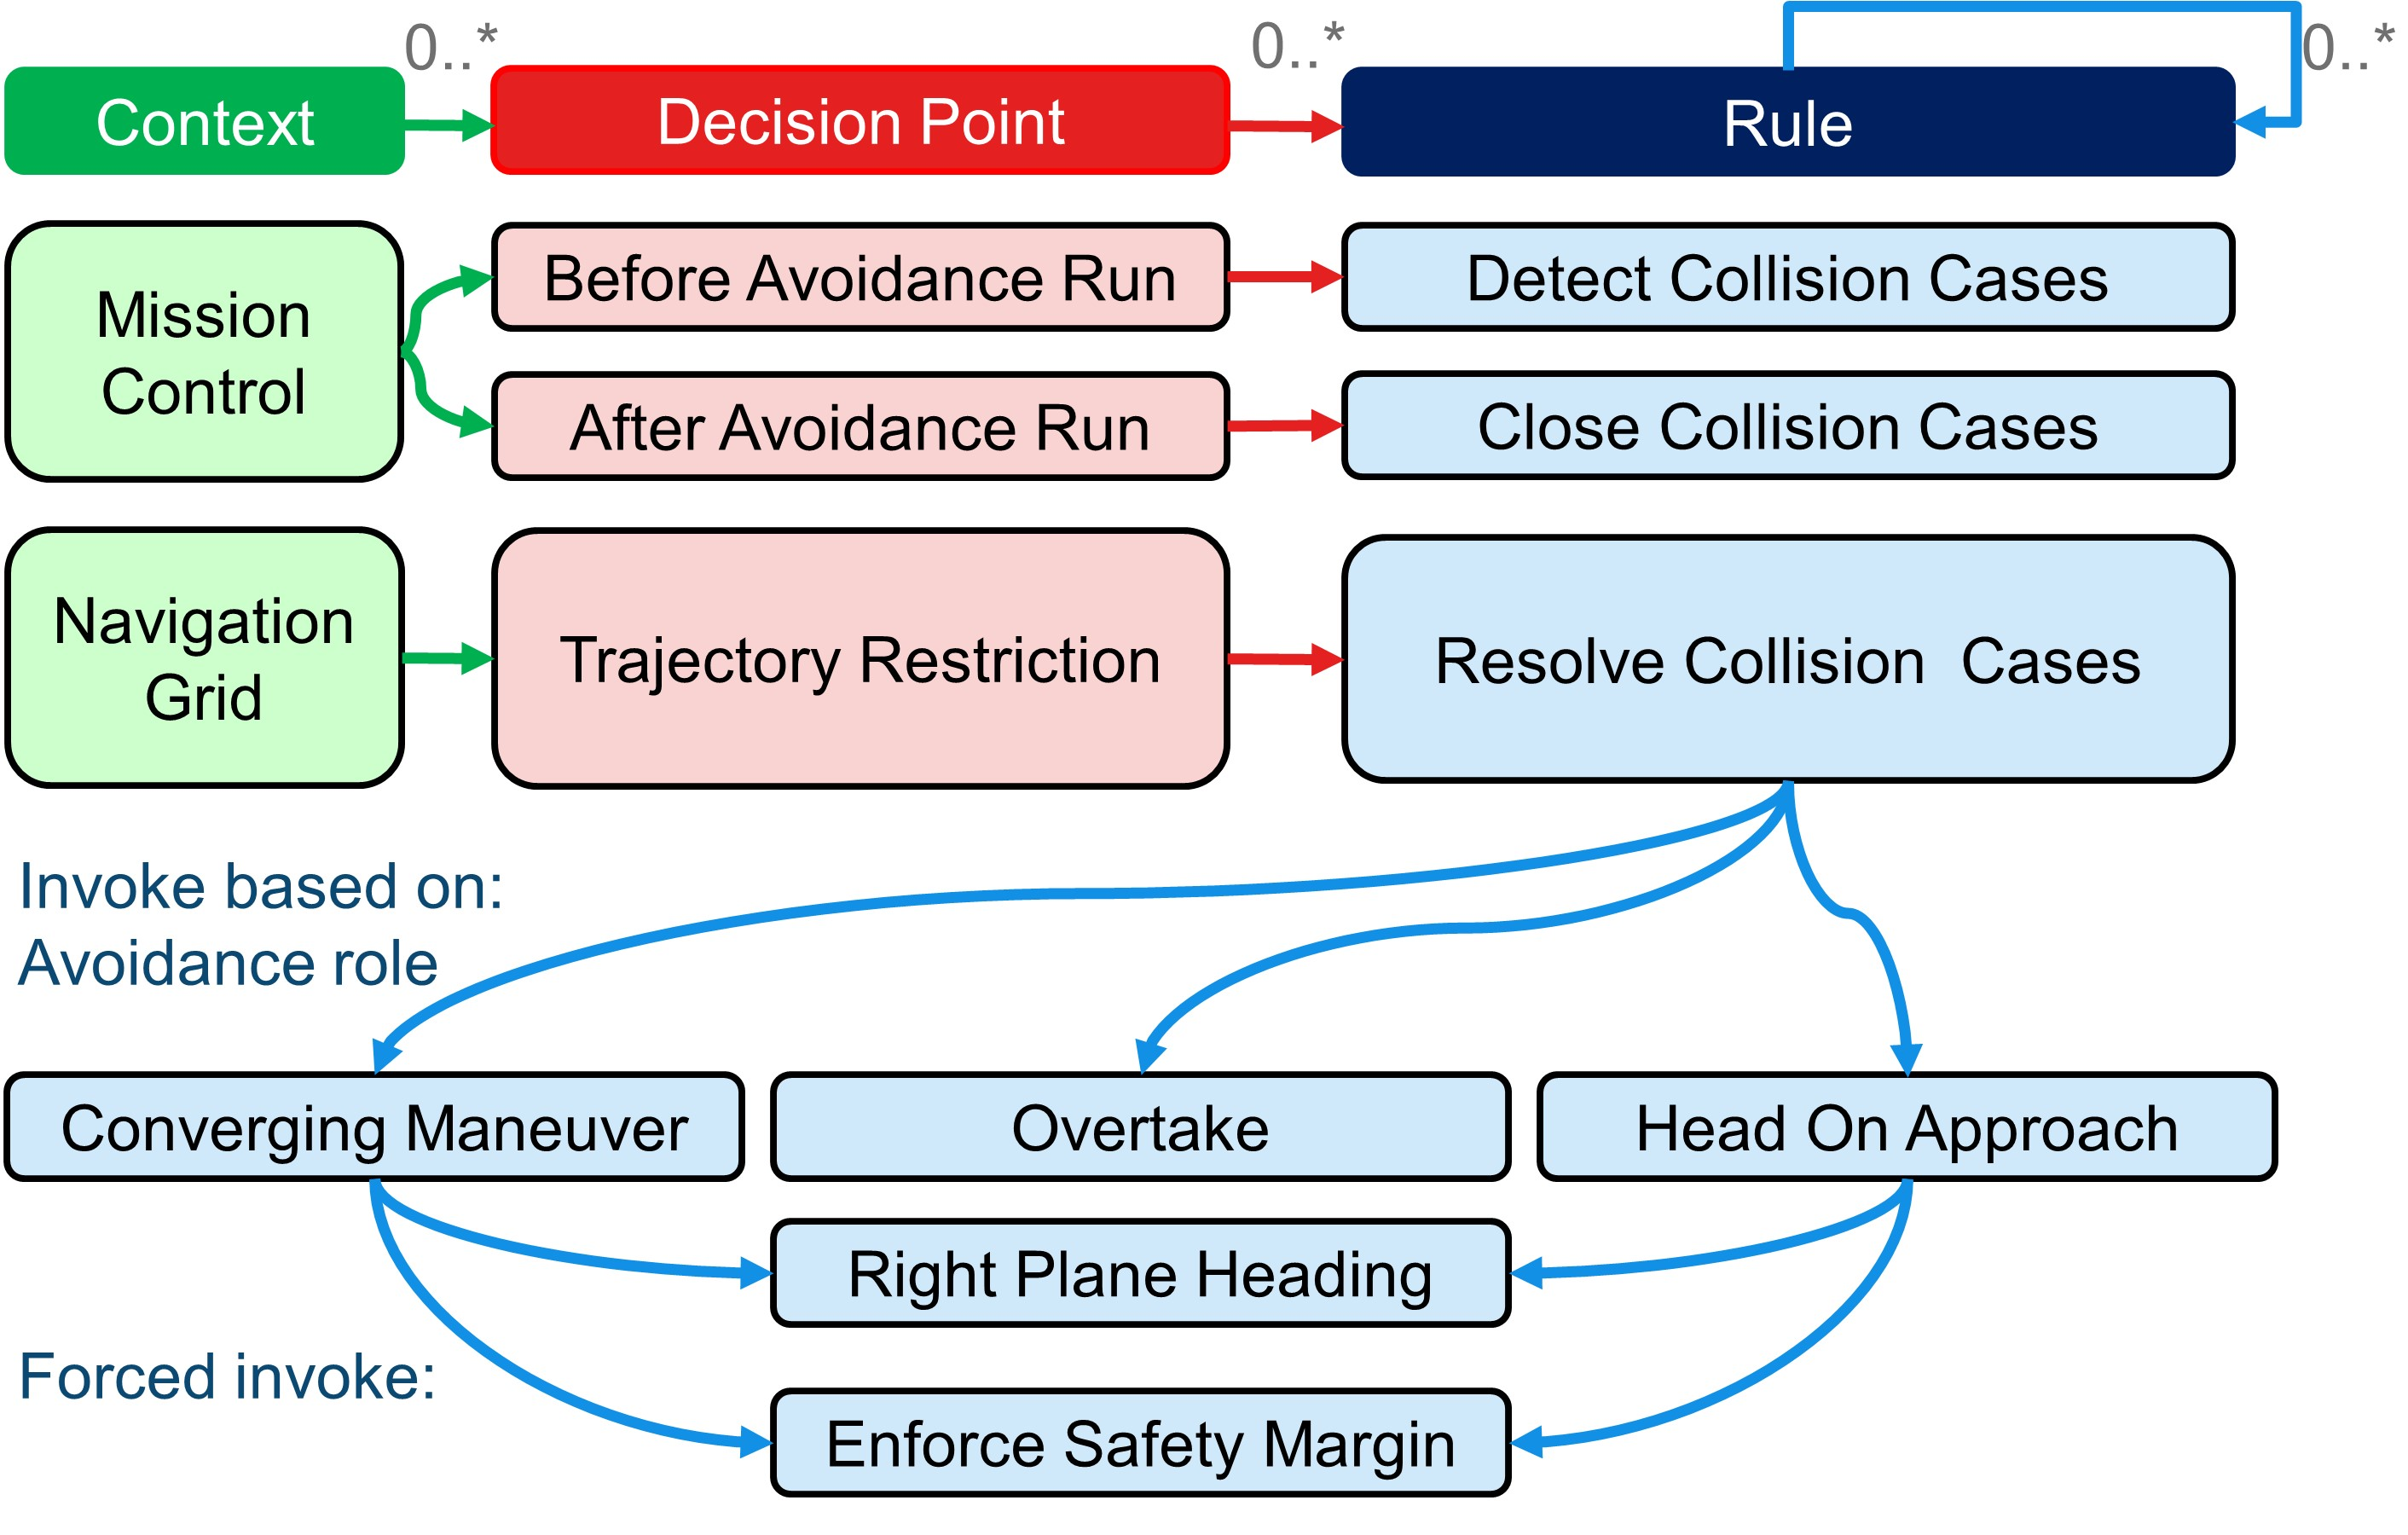 0..*
0..*
0..*
Context
Decision Point
Rule
Mission
Control
Before Avoidance Run
Detect Collision Cases
After Avoidance Run
Close Collision Cases
Navigation
Grid
Trajectory Restriction
Resolve Collision Cases
Invoke based on:
Avoidance role
Converging Maneuver
Overtake
Head On Approach
Right Plane Heading
Forced invoke:
Enforce Safety Margin